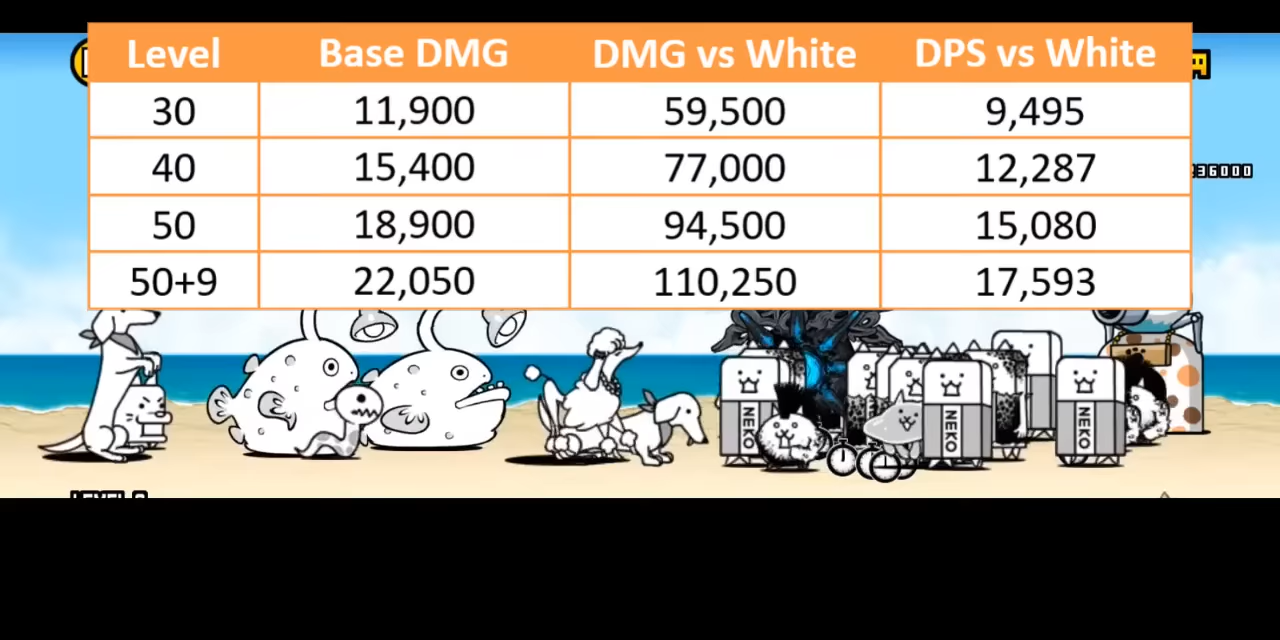 Level Base DMG DMG vs White DPS vs White
30 11,900 59,500 9,495
40 15,400 77,000 12,287
50 18,900 94,500 15,080
50+9 22,050 110,250 17,593
36000
NEKO NEKO NEKO